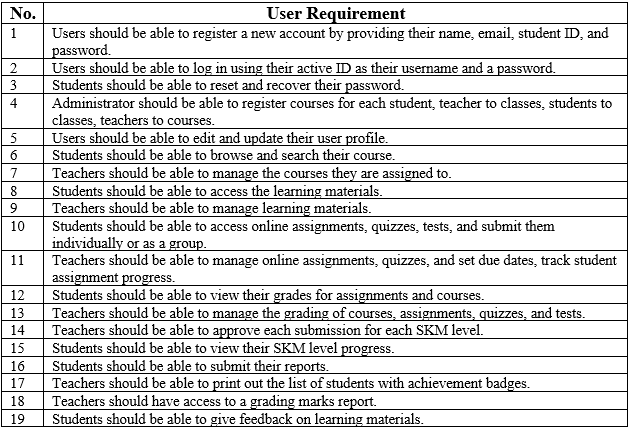 No. User Requirement
1 Users should be able to register a new account by providing their name, email, student ID, and
password.
2 Users should be able to log in using their active ID as their username and a password.
3 Students should be able to reset and recover their password.
4 Administrator should be able to register courses for each student, teacher to classes, students to
classes, teachers to courses.
5 Users should be able to edit and update their user profile.
6 Students should be able to browse and search their course.
7 Teachers should be able to manage the courses they are assigned to.
8 Students should be able to access the learning materials.
9 Teachers should be able to manage learning materials.
10 Students should be able to access online assignments, quizzes, tests, and submit them
individually or as a group.
11 Teachers should be able to manage online assignments, quizzes, and set due dates, track student
assignment progress.
12 Students should be able to view their grades for assignments and courses.
13 Teachers should be able to manage the grading of courses, assignments, quizzes, and tests.
14 Teachers should be able to approve each submission for each SKM level.
15 Students should be able to view their SKM level progress.
16 Students should be able to submit their reports.
17 Teachers should be able to print out the list of students with achievement badges.
18 Teachers should have access to a grading marks report.
19 Students should be able to give feedback on learning materials.